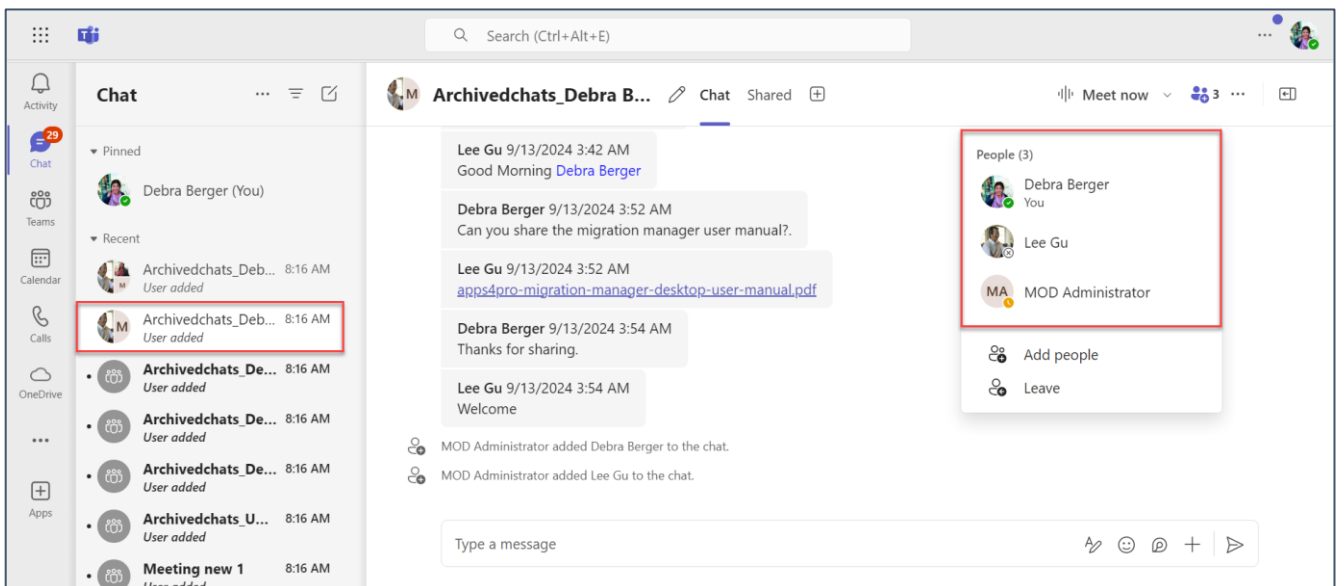 Search (Ctrl+Alt+E)
Activity
29
Chat
Teams
Calendar
Calls
OneDrive
Apps
Chat
Pinned
Debra Berger (You)
Recent
Archivedchats_Deb... 8:16 AM
User added
Archivedchats_Deb... 8:16 AM
User added
Archivedchats_De... 8:16 AM
User added
Archivedchats_De... 8:16 AM
User added
Archivedchats_De... 8:16 AM
User added
Archivedchats_U... 8:16 AM
User added
Meeting new 1 8:16 AM
User added
M Archivedchats_Debra B... Chat Shared
Meet now 3
Lee Gu 9/13/2024 3:42 AM
Good Morning Debra Berger
Debra Berger 9/13/2024 3:52 AM
Can you share the migration manager user manual?.
Lee Gu 9/13/2024 3:52 AM
apps4pro-migration-manager-desktop-user-manual.pdf
Debra Berger 9/13/2024 3:54 AM
Thanks for sharing.
Lee Gu 9/13/2024 3:54 AM
Welcome
MOD Administrator added Debra Berger to the chat.
MOD Administrator added Lee Gu to the chat.
Type a message
People (3)
Debra Berger
You
Lee Gu
MA MOD Administrator
Add people
Leave